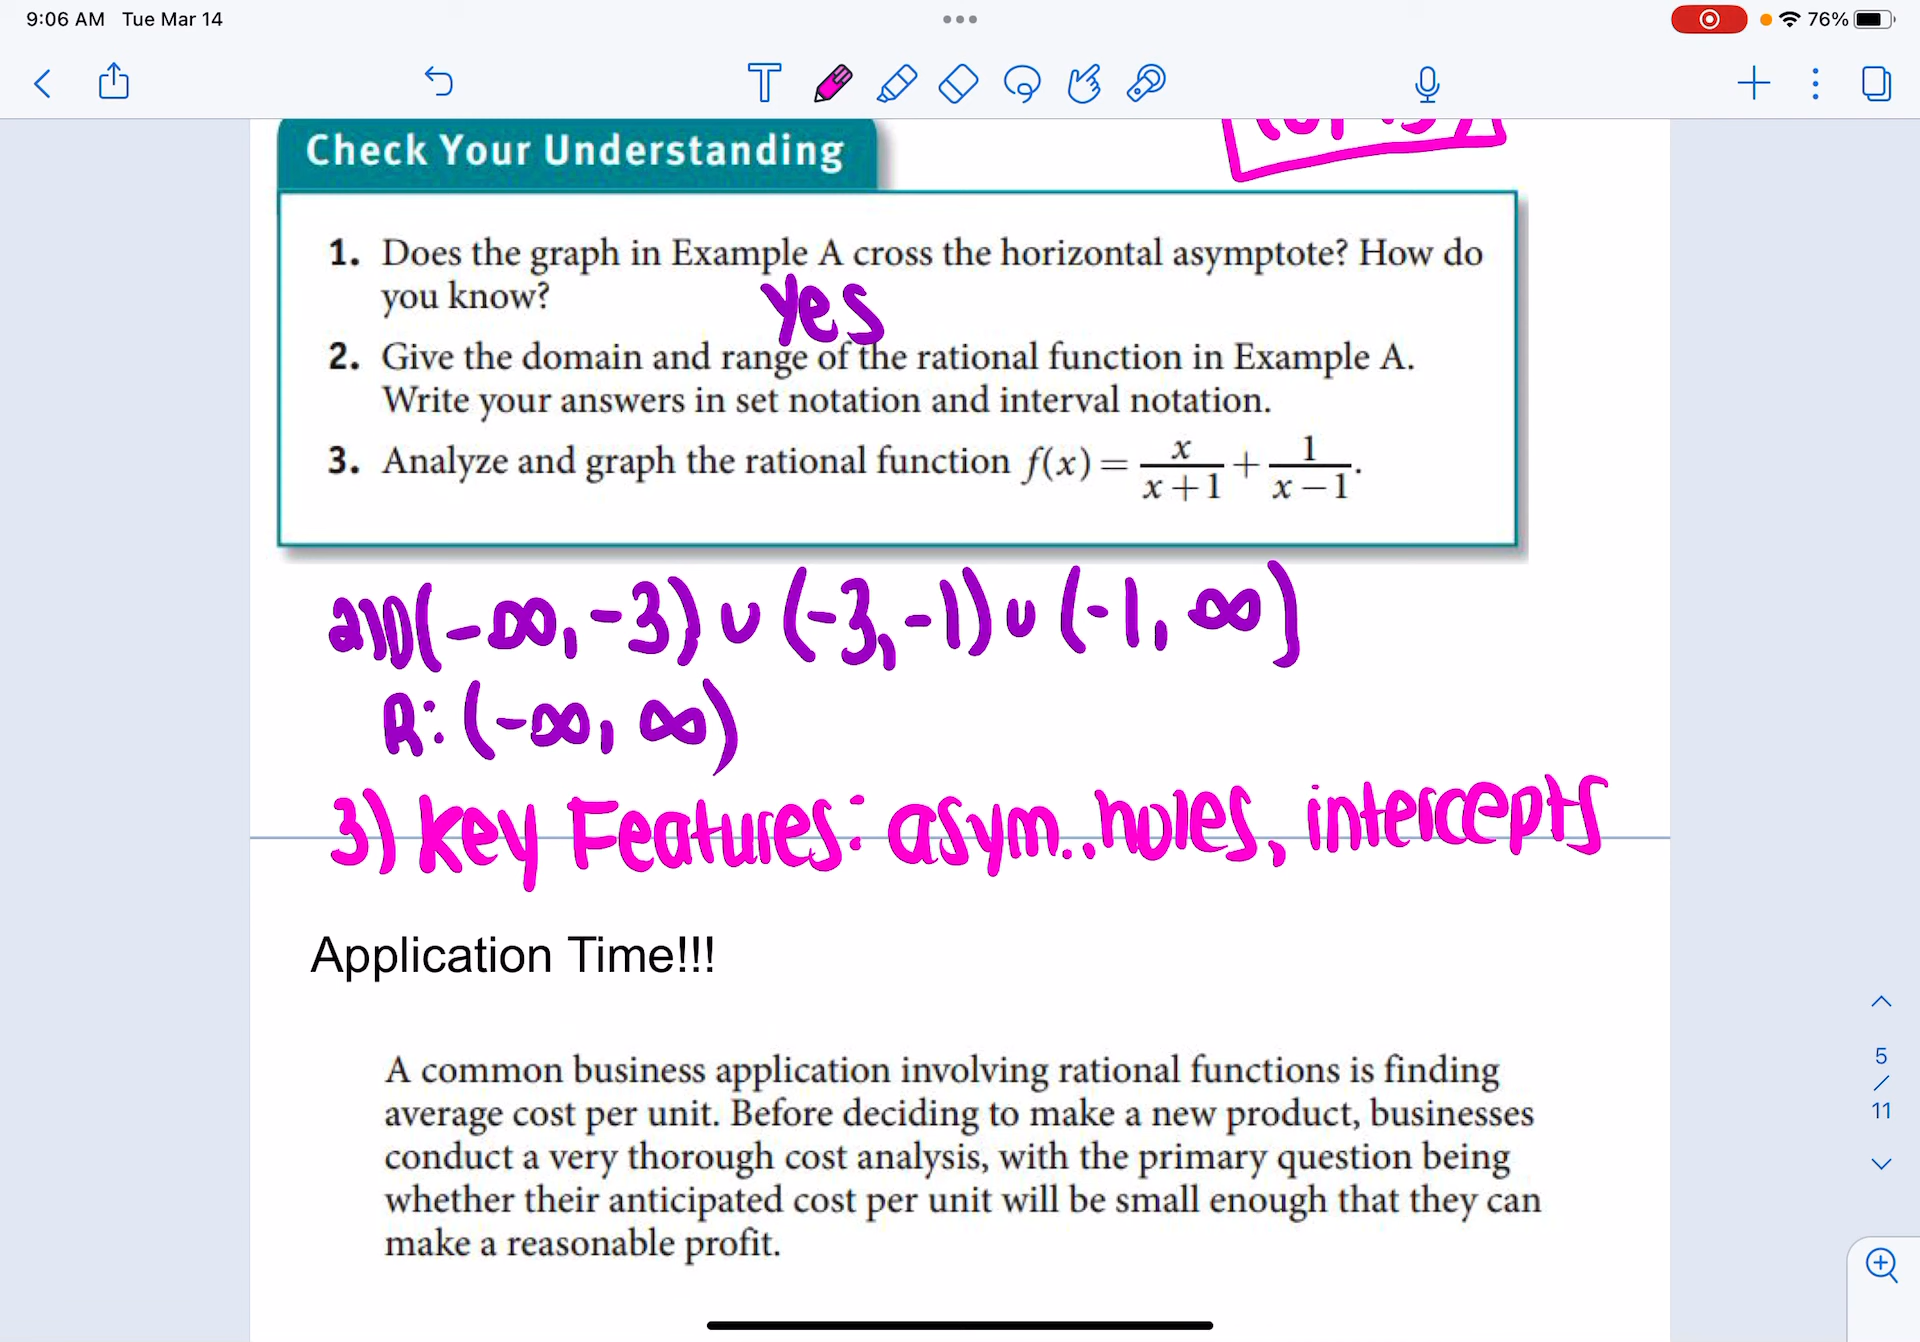 9:06 AM Tue Mar 14
76%
Check Your Understanding
1. Does the graph in Example A cross the horizontal asymptote? How do
you know?
yes
2. Give the domain and range of the rational function in Example A.
Write your answers in set notation and interval notation.
3. Analyze and graph the rational function f(x) = x/(x+1) + 1/(x−1).
2)D(-∞, -3) ∪ (-3, -1) ∪ (-1, ∞)
R: (-∞, ∞)
3) Key Features: asym., holes, intercepts
Application Time!!!
A common business application involving rational functions is finding
average cost per unit. Before deciding to make a new product, businesses
conduct a very thorough cost analysis, with the primary question being
whether their anticipated cost per unit will be small enough that they can
make a reasonable profit.
5
/
11